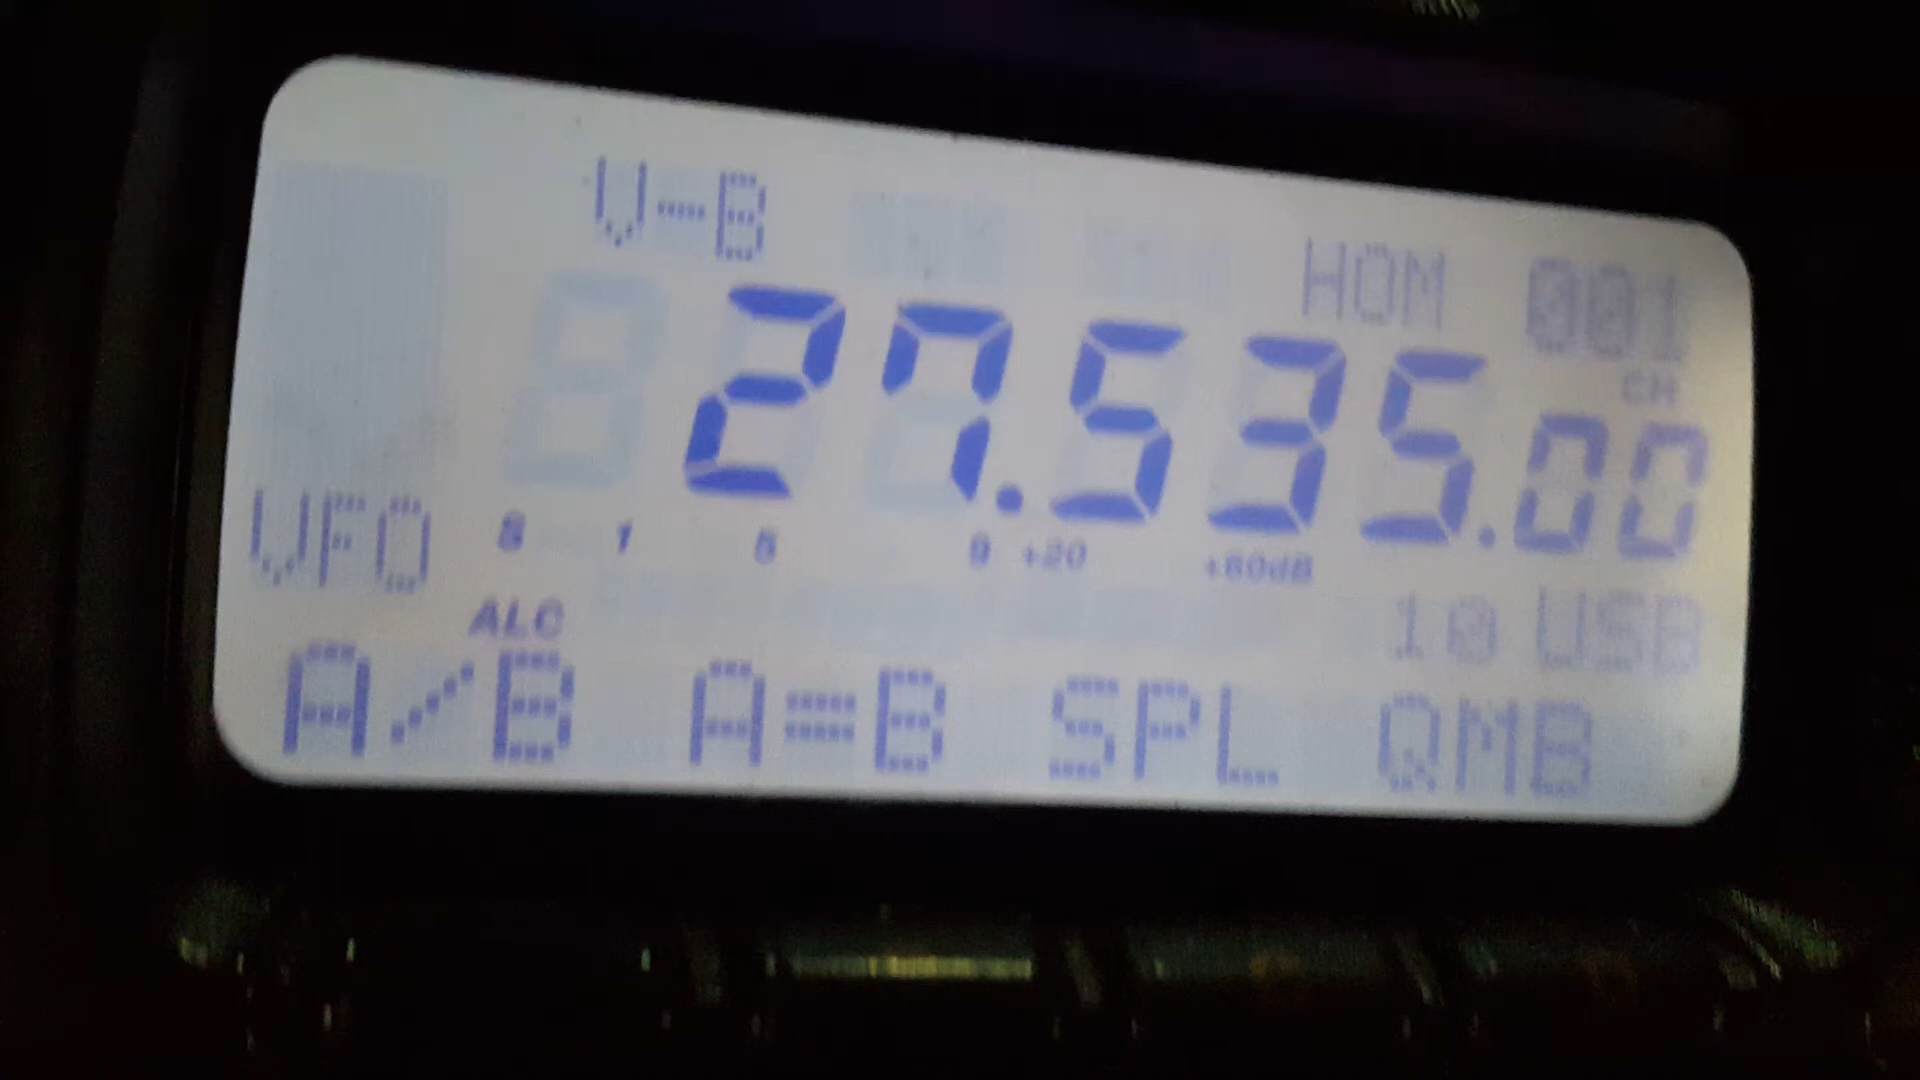 V-B
HOM 001
CH
27.535.00
VFO S 1 5 9 +20 +60dB
ALC 10 USB
A/B A=B SPL QMB